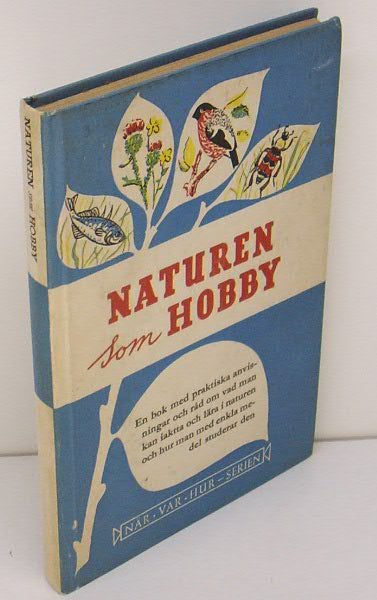 NATUREN som HOBBY
NATUREN
som HOBBY
En bok med praktiska anvis-
ningar och råd om vad man
kan iaktta och lära i naturen
och hur man med enkla me-
del studerar den
NÄR · VAR · HUR - SERIEN